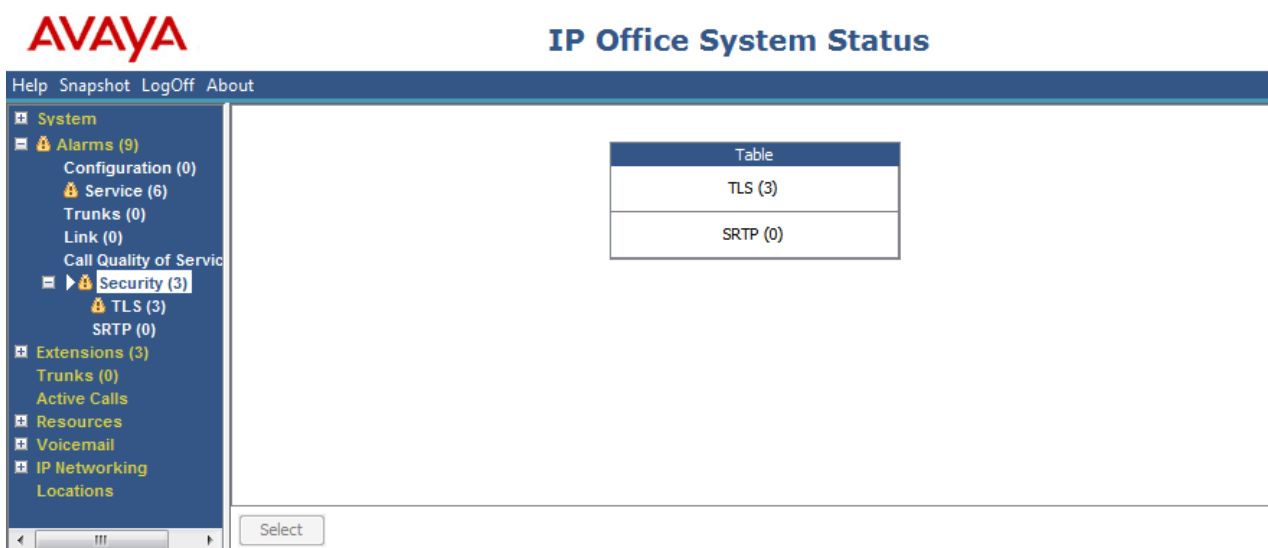 AVAYA
IP Office System Status
Help Snapshot LogOff About
System
Alarms (9)
Configuration (0)
Service (6)
Trunks (0)
Link (0)
Call Quality of Servic
Security (3)
TLS (3)
SRTP (0)
Extensions (3)
Trunks (0)
Active Calls
Resources
Voicemail
IP Networking
Locations
Table
TLS (3)
SRTP (0)
Select